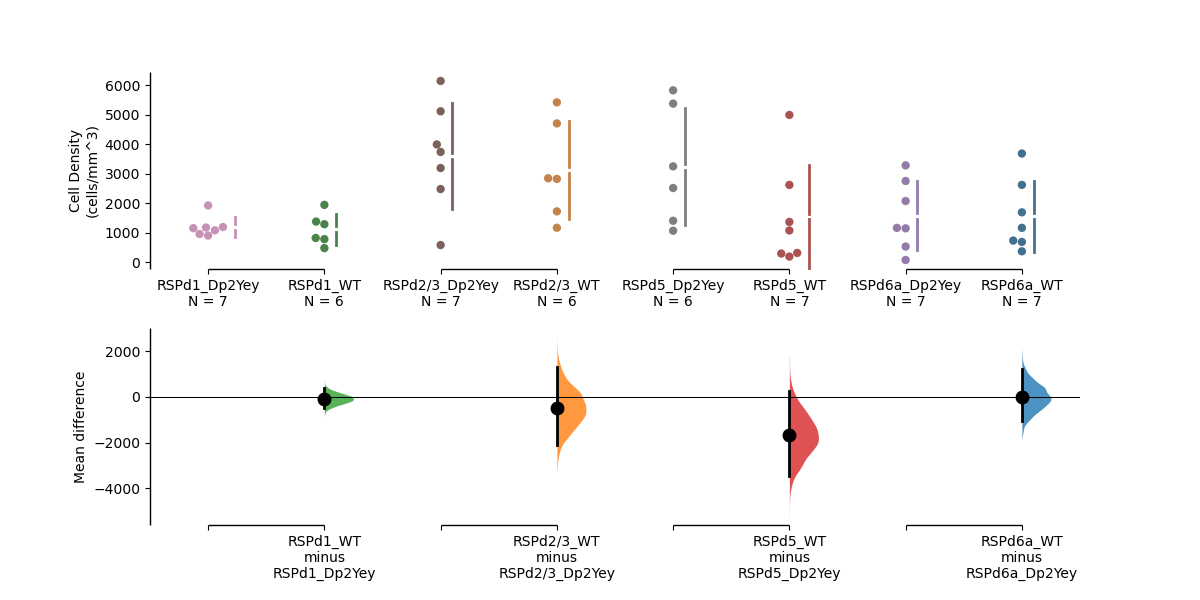 6000
5000
4000
3000
2000
1000
0
Cell Density
(cells/mm^3)
RSPd1_Dp2Yey
N = 7
RSPd1_WT
N = 6
RSPd2/3_Dp2Yey
N = 7
RSPd2/3_WT
N = 6
RSPd5_Dp2Yey
N = 6
RSPd5_WT
N = 7
RSPd6a_Dp2Yey
N = 7
RSPd6a_WT
N = 7
2000
0
−2000
−4000
Mean difference
RSPd1_WT
minus
RSPd1_Dp2Yey
RSPd2/3_WT
minus
RSPd2/3_Dp2Yey
RSPd5_WT
minus
RSPd5_Dp2Yey
RSPd6a_WT
minus
RSPd6a_Dp2Yey